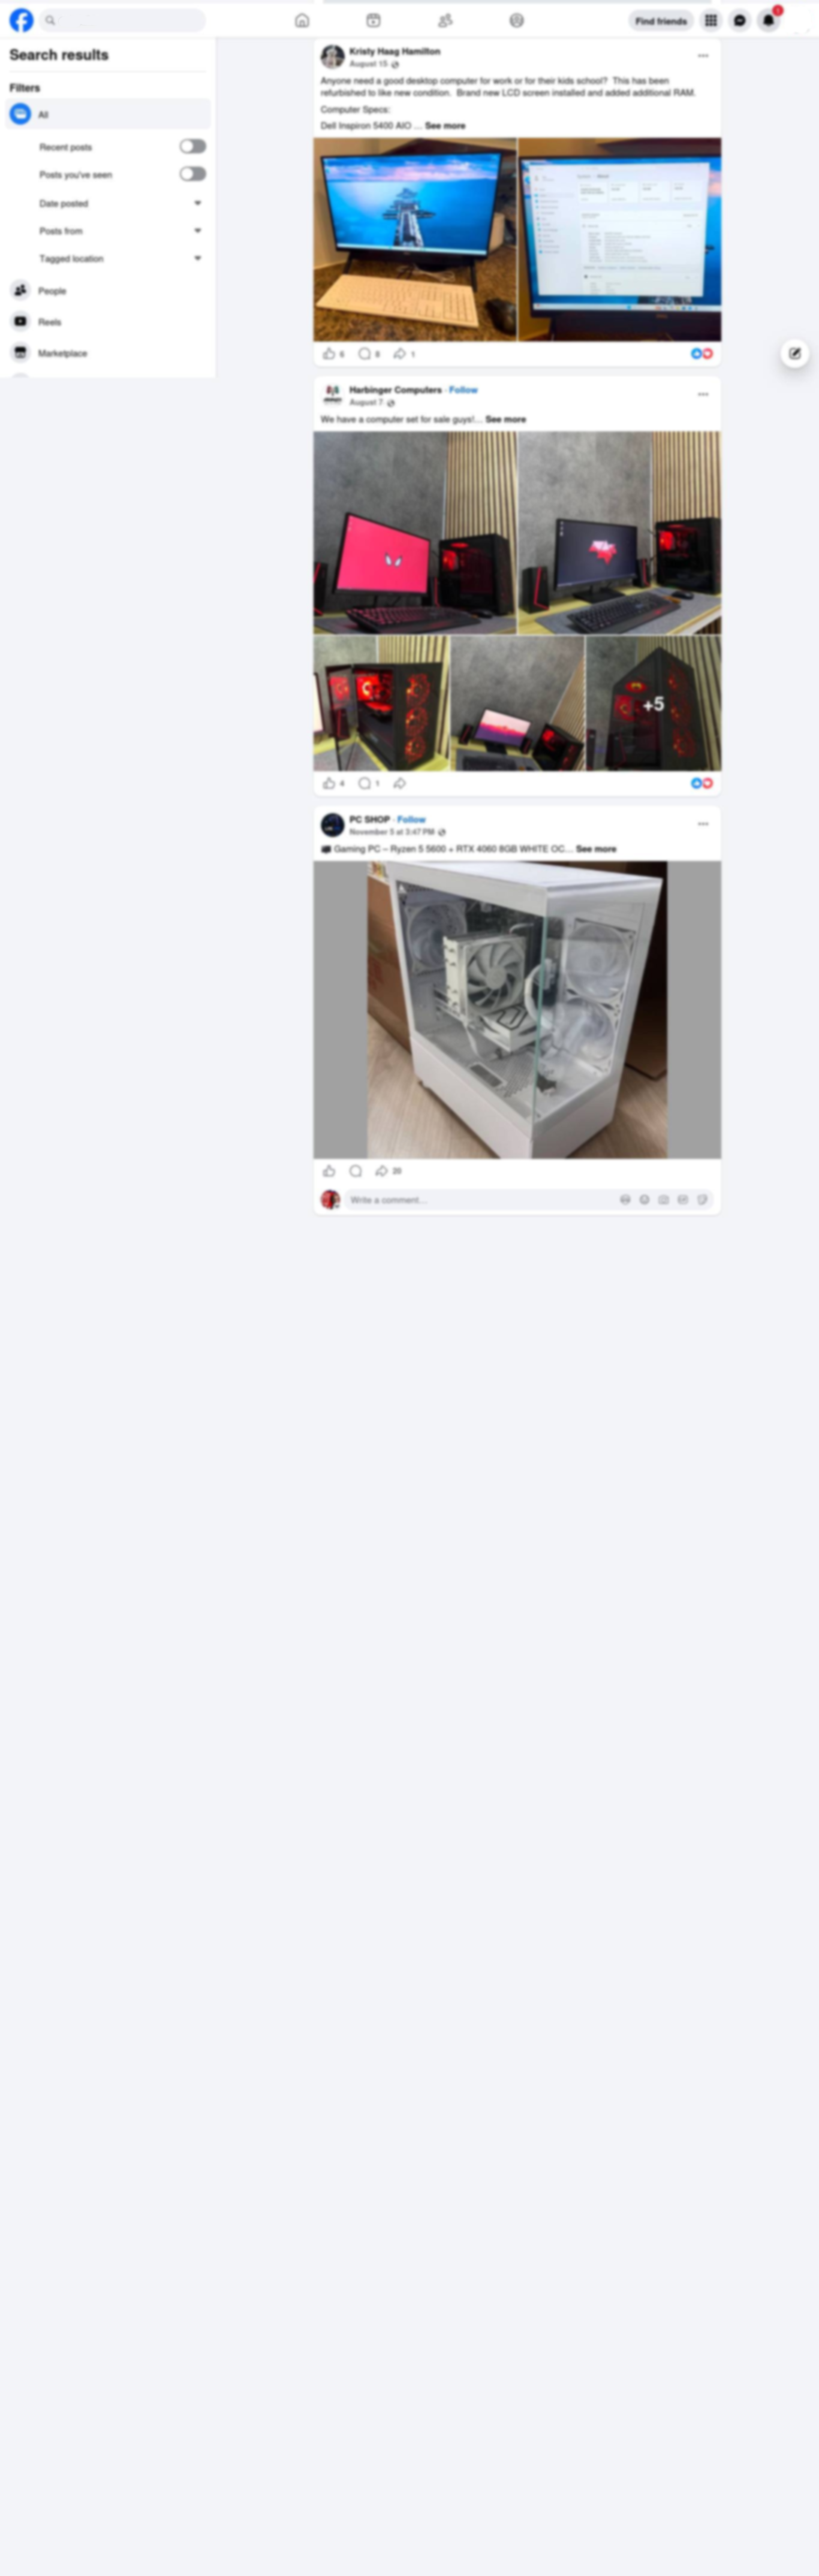 Find friends
1
Search results
Filters
All
Recent posts
Posts you've seen
Date posted
Posts from
Tagged location
People
Reels
Marketplace
Kristy Haag Hamilton
August 15
Anyone need a good desktop computer for work or for their kids school? This has been
refurbished to like new condition. Brand new LCD screen installed and added additional RAM.
Computer Specs:
Dell Inspiron 5400 AIO ... See more
6 8 1
Harbinger Computers · Follow
August 7
We have a computer set for sale guys!... See more
+5
4 1
PC SHOP · Follow
November 5 at 3:47 PM
Gaming PC – Ryzen 5 5600 + RTX 4060 8GB WHITE OC... See more
20
Write a comment...